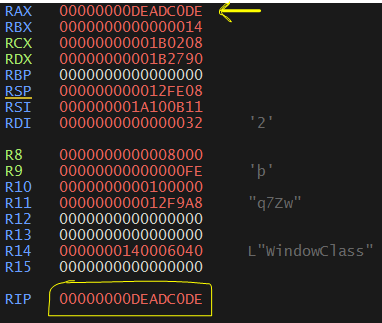 RAX 00000000DEADC0DE
RBX 0000000000000014
RCX 00000000001B0208
RDX 00000000001B2790
RBP 0000000000000000
RSP 000000000012FE08
RSI 000000001A100B11
RDI 0000000000000032 '2'
R8 0000000000008000
R9 00000000000000FE 'þ'
R10 0000000000100000
R11 000000000012F9A8 "q7Zw"
R12 0000000000000000
R13 0000000000000000
R14 0000000140006040 L"WindowClass"
R15 0000000000000000
RIP 00000000DEADC0DE